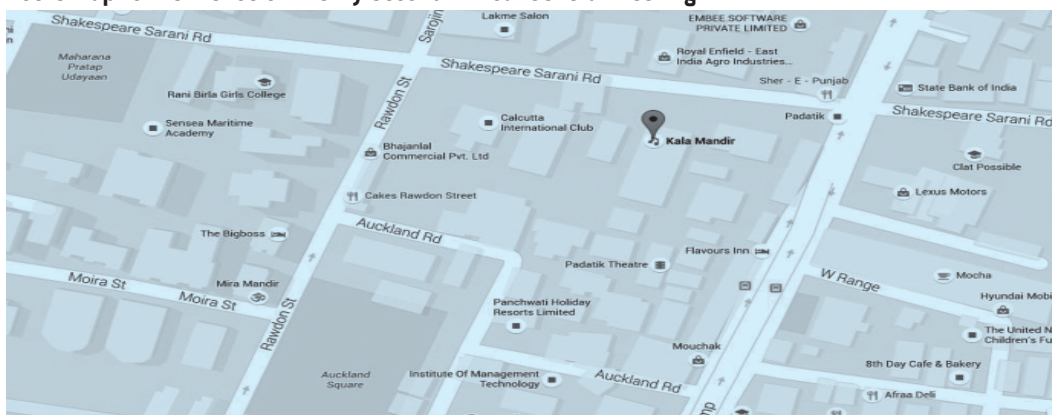 Shakespeare Sarani Rd
Maharana
Pratap
Udayaan
Rani Birla Girls College
Sensea Maritime
Academy
Rawdon St
Sarojin
Lakme Salon
EMBEE SOFTWARE
PRIVATE LIMITED
Royal Enfield - East
India Agro Industries...
Shakespeare Sarani Rd
Sher - E - Punjab
State Bank of India
Padatik
Shakespeare Sarani Rd
Calcutta
International Club
Kala Mandir
Clat Possible
Bhajanlal
Commercial Pvt. Ltd
Lexus Motors
Cakes Rawdon Street
Auckland Rd
The Bigboss
Flavours Inn
Padatik Theatre
W Range
Mocha
Moira St
Moira St
Mira Mandir
Rawdon St
Panchwati Holiday
Resorts Limited
Hyundai Mobi
The United N
Children's Fu
Mouchak
8th Day Cafe & Bakery
Auckland
Square
Institute Of Management
Technology
Auckland Rd
Afraa Deli
mp